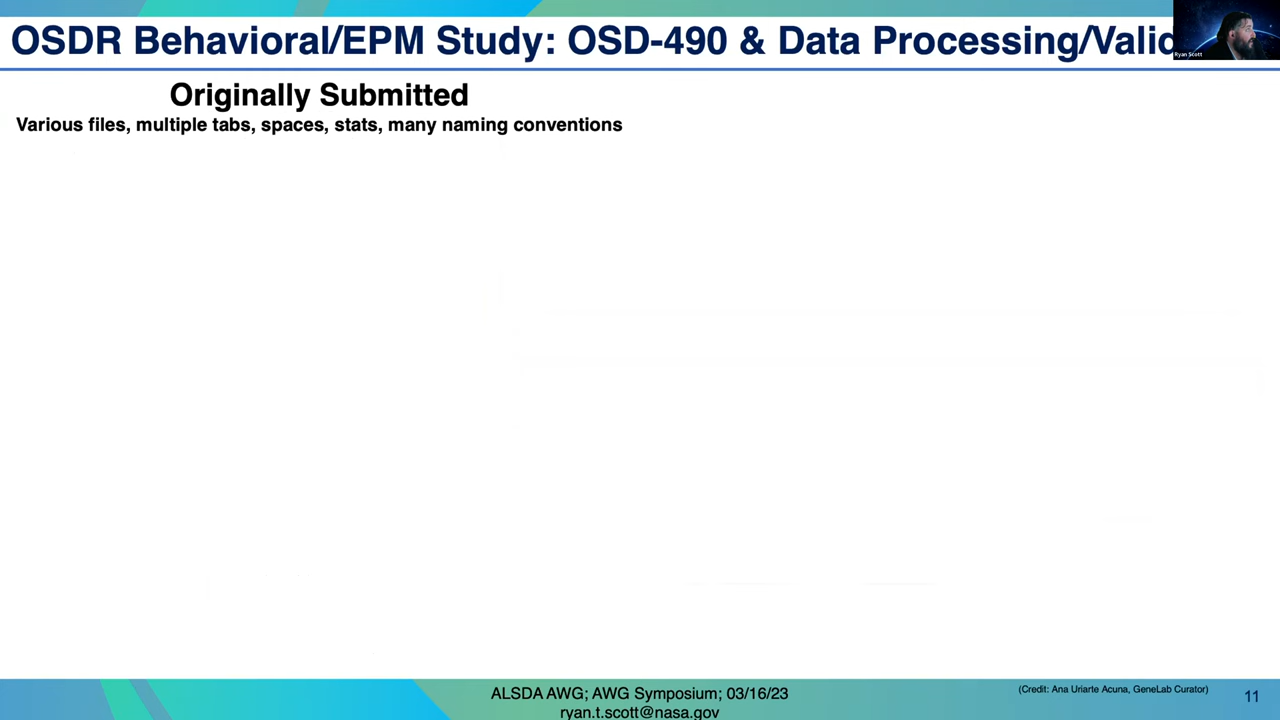 OSDR Behavioral/EPM Study: OSD-490 & Data Processing/Valid
Ryan Scott
Originally Submitted
Various files, multiple tabs, spaces, stats, many naming conventions
ALSDA AWG; AWG Symposium; 03/16/23
ryan.t.scott@nasa.gov
(Credit: Ana Uriarte Acuna, GeneLab Curator)
11